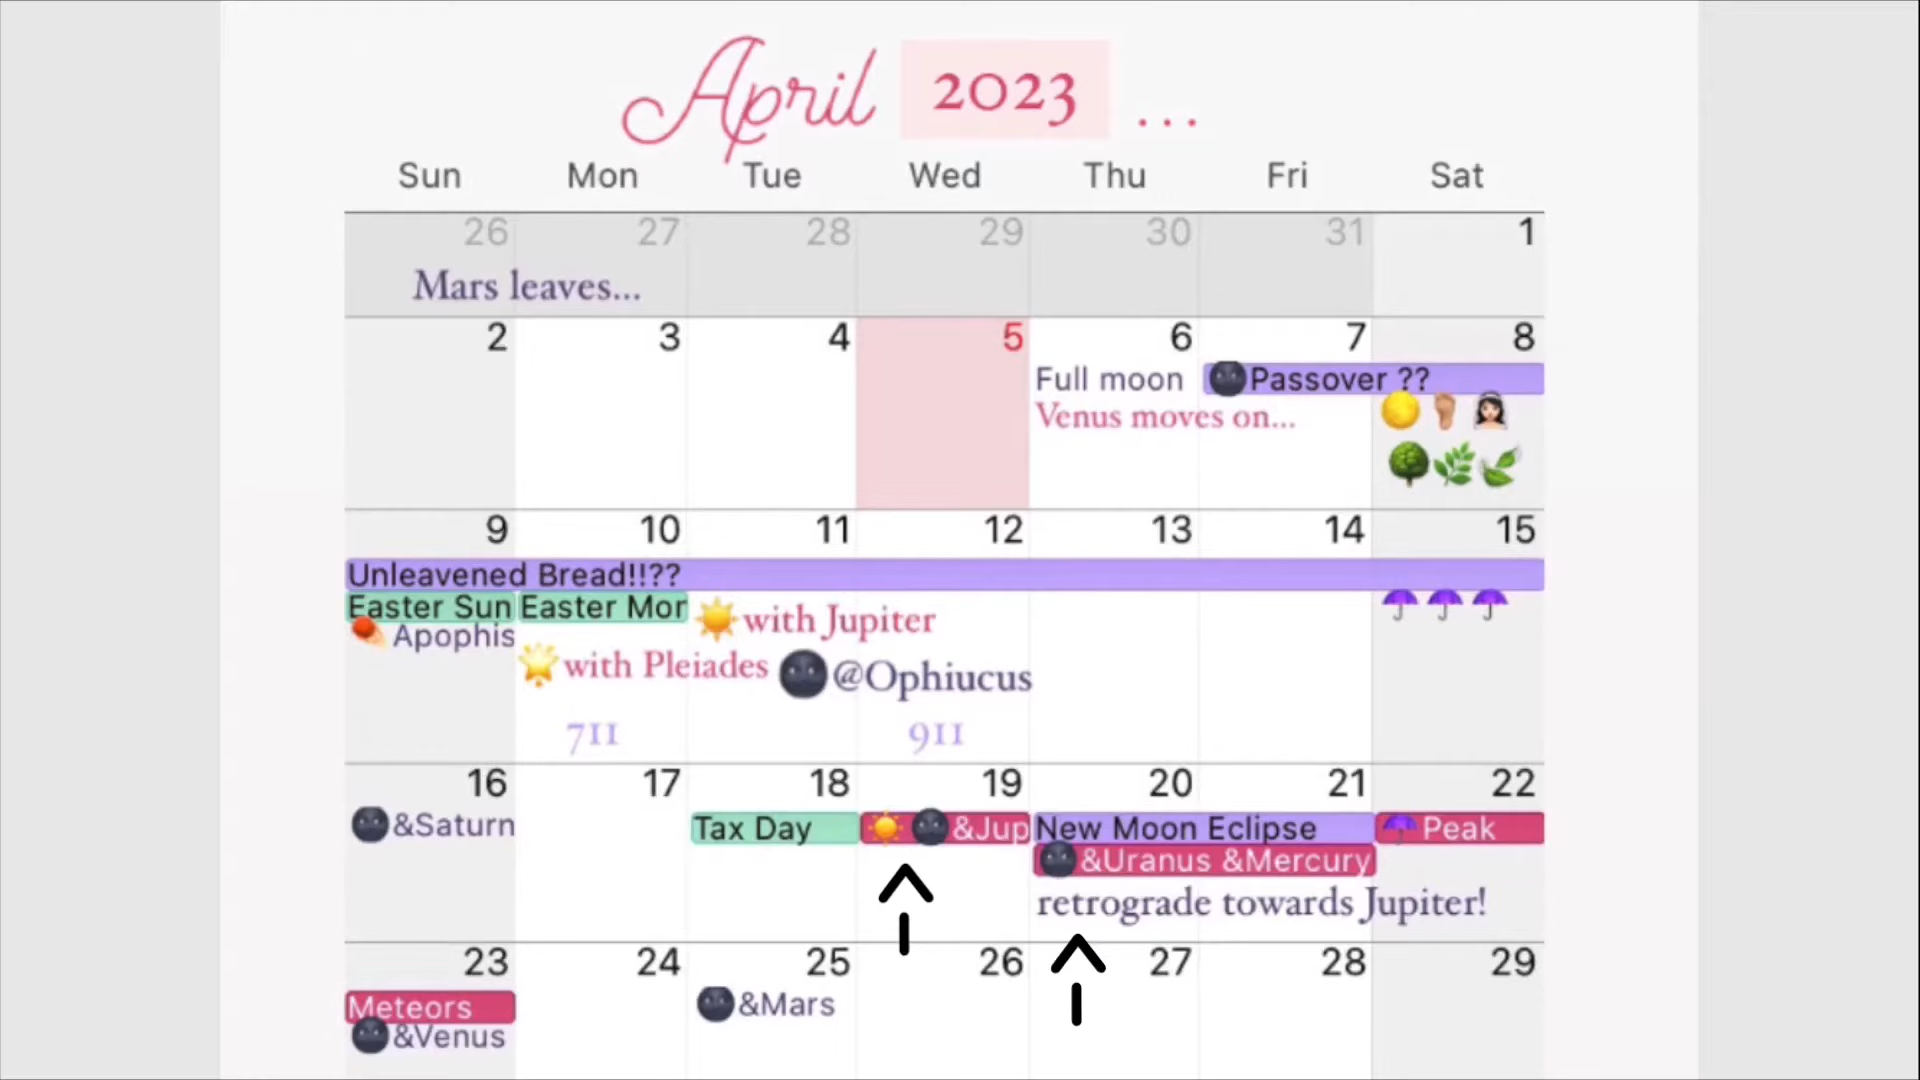 April 2023 ...
Sun Mon Tue Wed Thu Fri Sat
26 27 28 29 30 31 1
Mars leaves...
2 3 4 5 6 7 8
Full moon Passover ??
Venus moves on...
9 10 11 12 13 14 15
Unleavened Bread!!??
Easter Sun Easter Mor with Jupiter
Apophis
with Pleiades @Ophiucus
711 911
16 17 18 19 20 21 22
&Saturn Tax Day &Jup New Moon Eclipse Peak
&Uranus &Mercury
retrograde towards Jupiter!
23 24 25 26 27 28 29
Meteors &Mars
&Venus